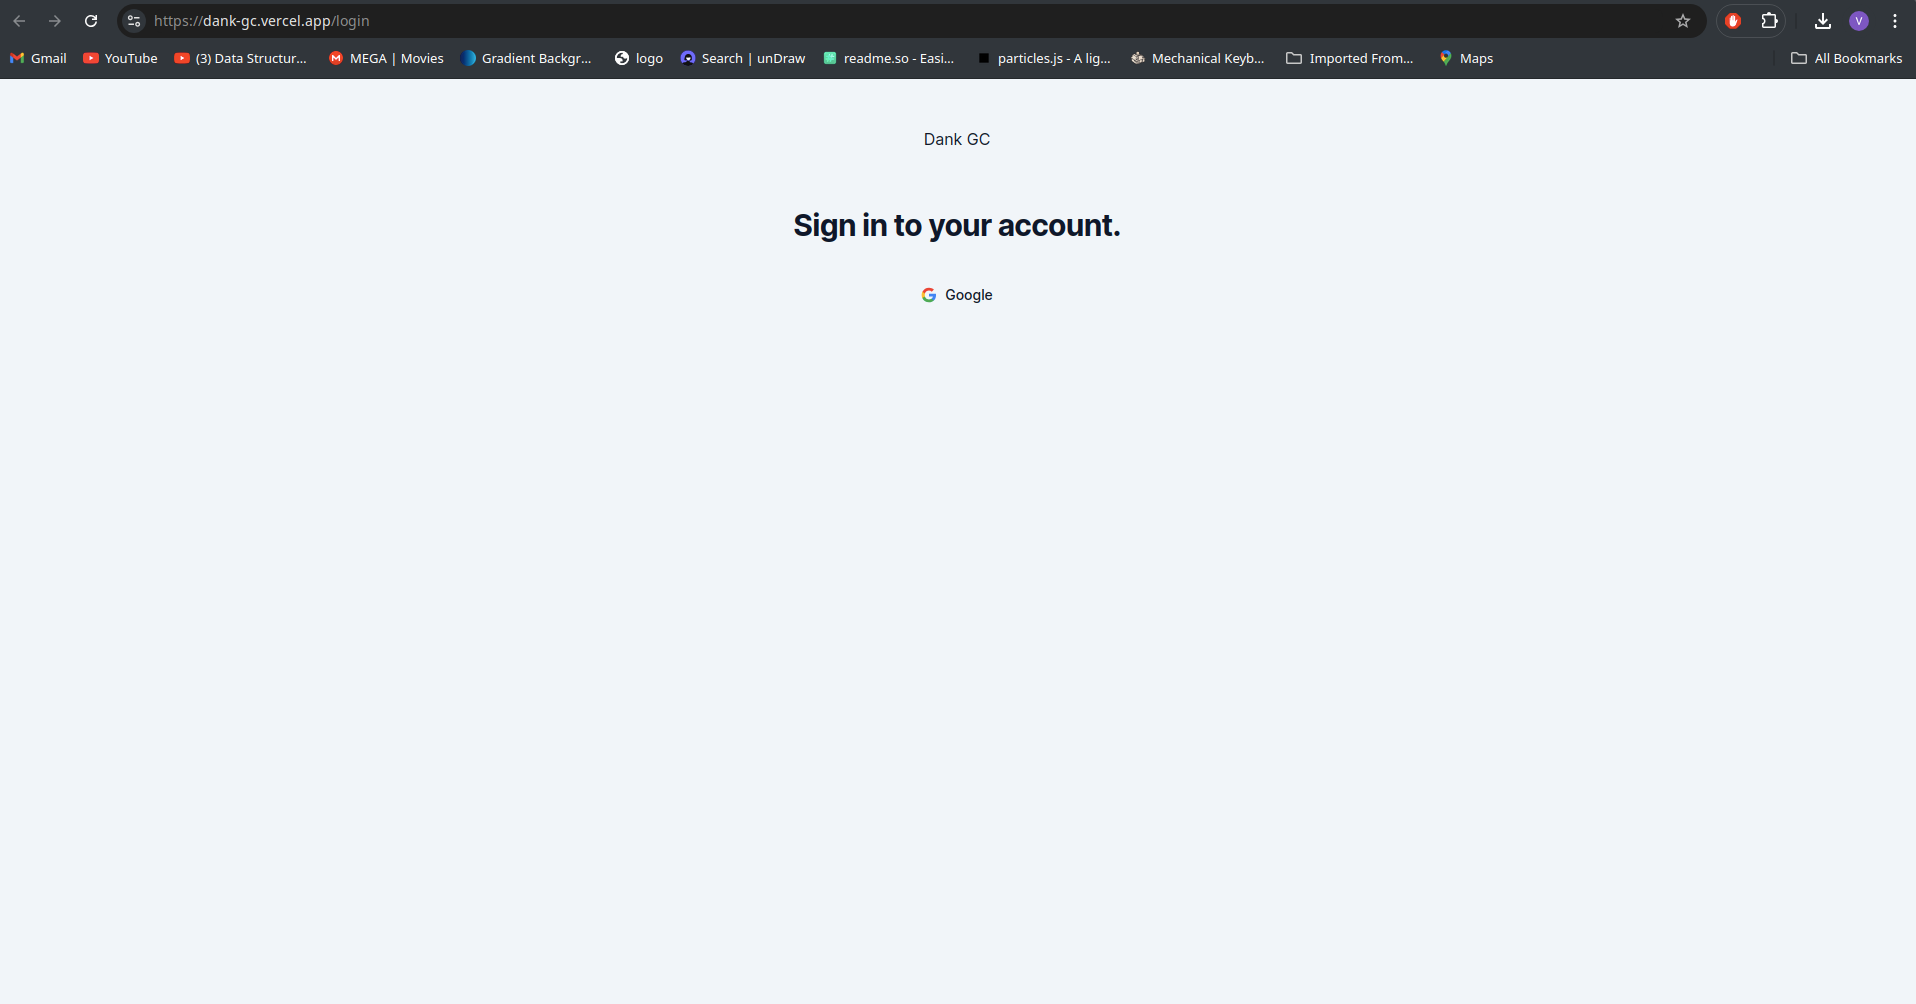 https://dank-gc.vercel.app/login
V
Gmail YouTube (3) Data Structur... MEGA | Movies Gradient Backgr... logo Search | unDraw readme.so - Easi... particles.js - A lig... Mechanical Keyb... Imported From... Maps All Bookmarks
Dank GC
Sign in to your account.
Google